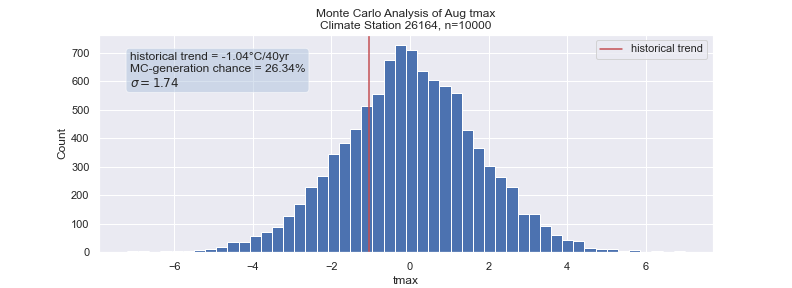 Monte Carlo Analysis of Aug tmax
Climate Station 26164, n=10000
historical trend = -1.04°C/40yr
MC-generation chance = 26.34%
σ = 1.74
historical trend
700
600
500
400
300
200
100
0
Count
−6
−4
−2
0
2
4
6
tmax